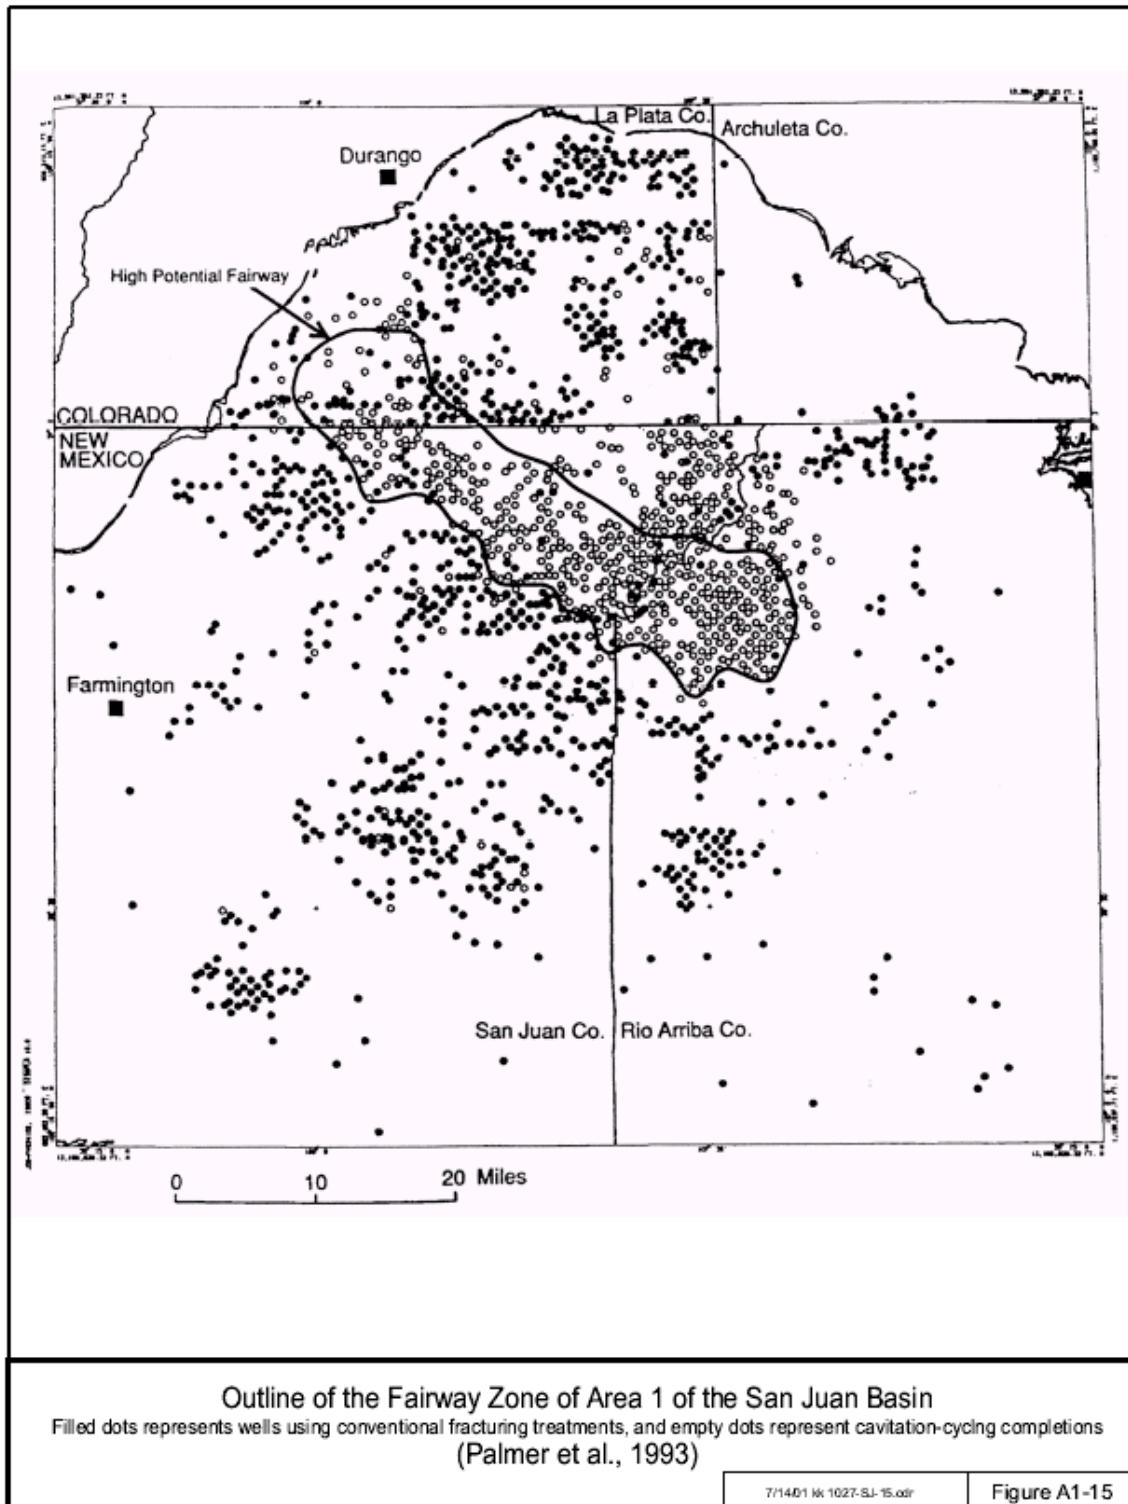 La Plata Co.
Archuleta Co.
Durango
High Potential Fairway
COLORADO
NEW
MEXICO
Farmington
San Juan Co.
Rio Arriba Co.
0 10 20 Miles
Outline of the Fairway Zone of Area 1 of the San Juan Basin
Filled dots represents wells using conventional fracturing treatments, and empty dots represent cavitation-cycling completions
(Palmer et al., 1993)
7/14/01 kk 1027-SJ-15.cdr
Figure A1-15